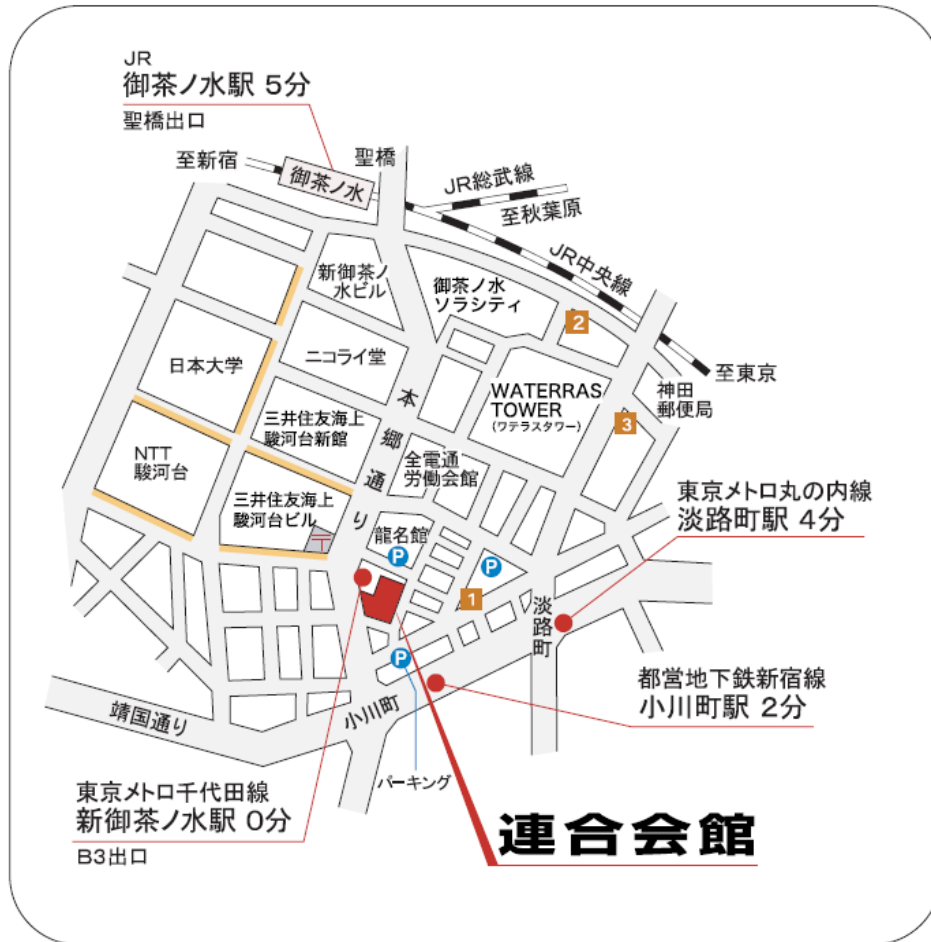 JR
御茶ノ水駅 5分
聖橋出口
至新宿
御茶ノ水
聖橋
JR総武線
至秋葉原
JR中央線
至東京
新御茶ノ
水ビル
御茶ノ水
ソラシティ
2
日本大学
ニコライ堂
WATERRAS
TOWER
(ワテラスタワー)
神田
郵便局
3
三井住友海上
駿河台新館
本郷通り
全電通
労働会館
NTT
駿河台
三井住友海上
駿河台ビル
〒
龍名館
P
P
1
東京メトロ丸の内線
淡路町駅 4分
淡路町
P
都営地下鉄新宿線
小川町駅 2分
小川町
靖国通り
パーキング
東京メトロ千代田線
新御茶ノ水駅 0分
B3出口
連合会館